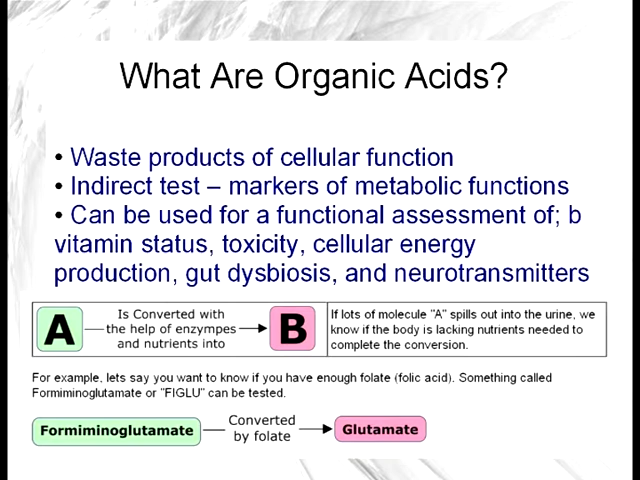 What Are Organic Acids?
• Waste products of cellular function
• Indirect test – markers of metabolic functions
• Can be used for a functional assessment of; b
vitamin status, toxicity, cellular energy
production, gut dysbiosis, and neurotransmitters
A
Is Converted with
the help of enzympes
and nutrients into
B
If lots of molecule "A" spills out into the urine, we
know if the body is lacking nutrients needed to
complete the conversion.
For example, lets say you want to know if you have enough folate (folic acid). Something called
Formiminoglutamate or "FIGLU" can be tested.
Formiminoglutamate
Converted
by folate
Glutamate